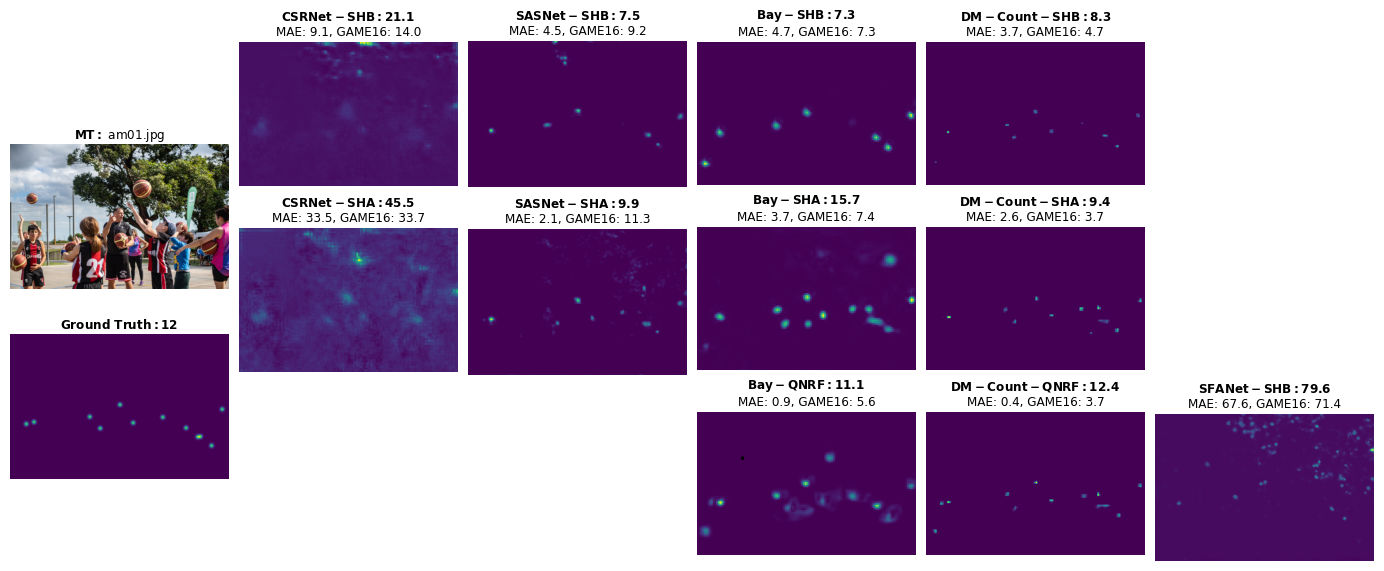 CSRNet − SHB: 21.1
MAE: 9.1, GAME16: 14.0
SASNet − SHB: 7.5
MAE: 4.5, GAME16: 9.2
Bay − SHB: 7.3
MAE: 4.7, GAME16: 7.3
DM − Count − SHB: 8.3
MAE: 3.7, GAME16: 4.7
MT: am01.jpg
21
CSRNet − SHA: 45.5
MAE: 33.5, GAME16: 33.7
SASNet − SHA: 9.9
MAE: 2.1, GAME16: 11.3
Bay − SHA: 15.7
MAE: 3.7, GAME16: 7.4
DM − Count − SHA: 9.4
MAE: 2.6, GAME16: 3.7
Ground Truth: 12
Bay − QNRF: 11.1
MAE: 0.9, GAME16: 5.6
DM − Count − QNRF: 12.4
MAE: 0.4, GAME16: 3.7
SFANet − SHB: 79.6
MAE: 67.6, GAME16: 71.4